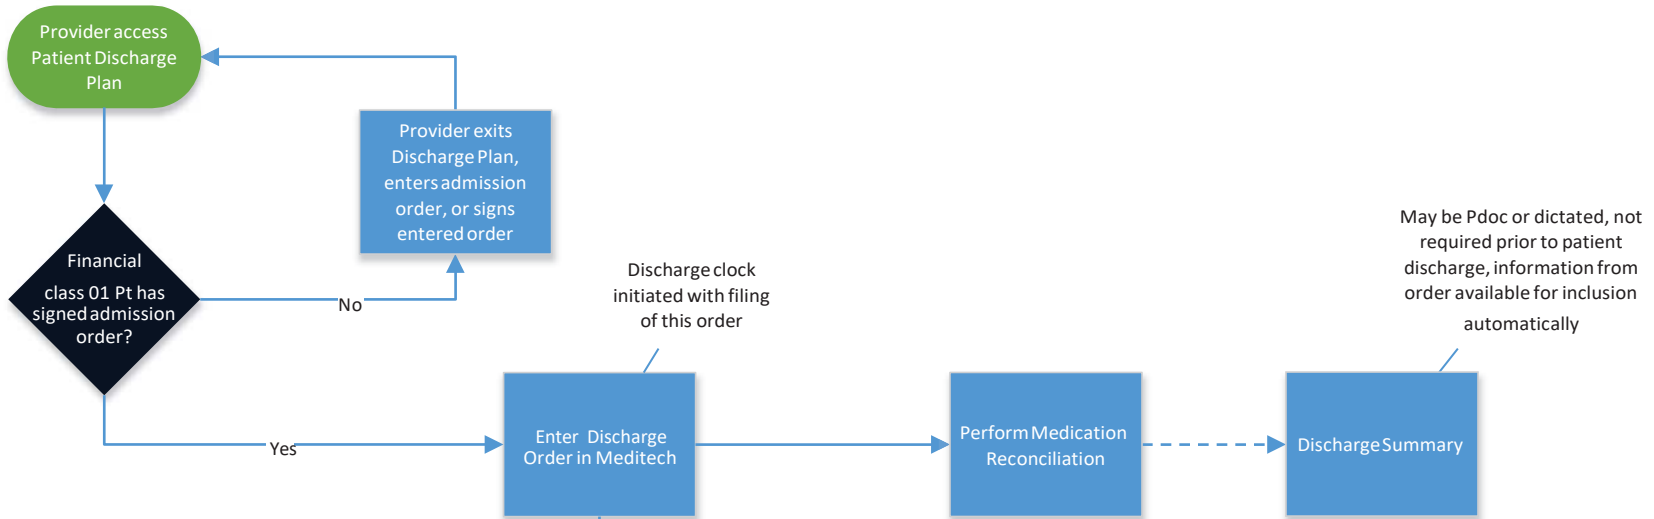 Provider access
Patient Discharge
Plan
Provider exits
Discharge Plan,
enters admission
order, or signs
entered order
Financial
class 01 Pt has
signed admission
order?
No
Yes
Discharge clock
initiated with filing
of this order
Enter Discharge
Order in Meditech
Perform Medication
Reconciliation
May be Pdoc or dictated, not
required prior to patient
discharge, information from
order available for inclusion
automatically
Discharge Summary